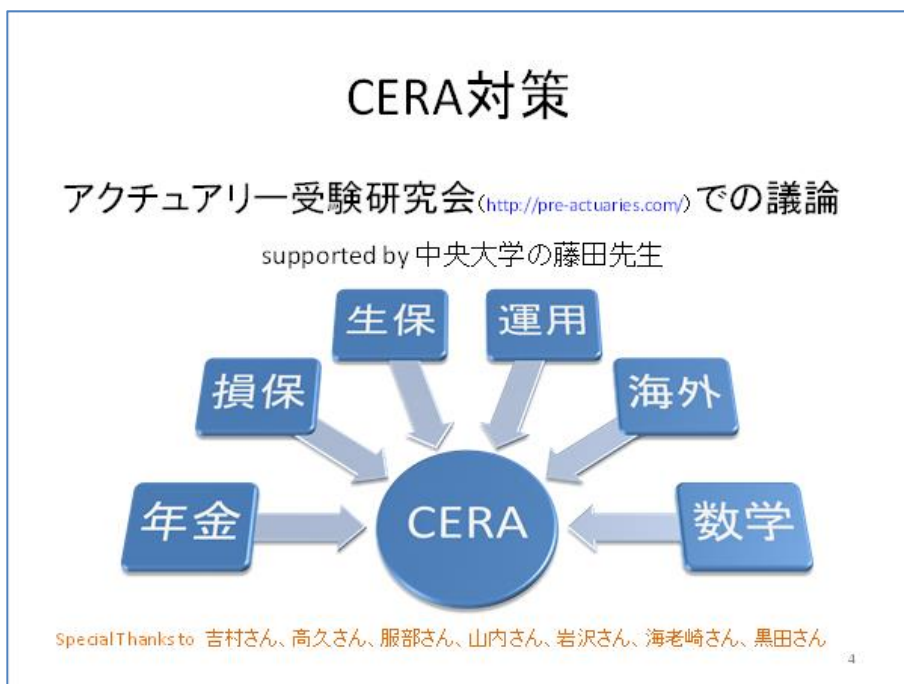 CERA対策
アクチュアリー受験研究会(http://pre-actuaries.com/)での議論
supported by 中央大学の藤田先生
生保
運用
損保
海外
年金
CERA
数学
Special Thanks to 吉村さん、高久さん、服部さん、山内さん、岩沢さん、海老崎さん、黒田さん
4